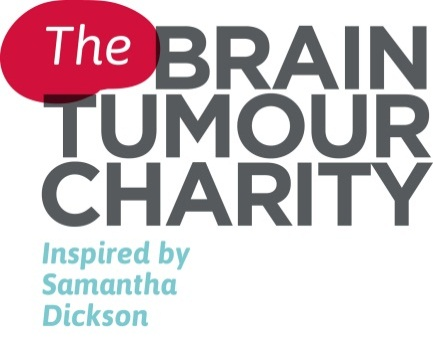 The BRAIN
TUMOUR
CHARITY
Inspired by
Samantha
Dickson